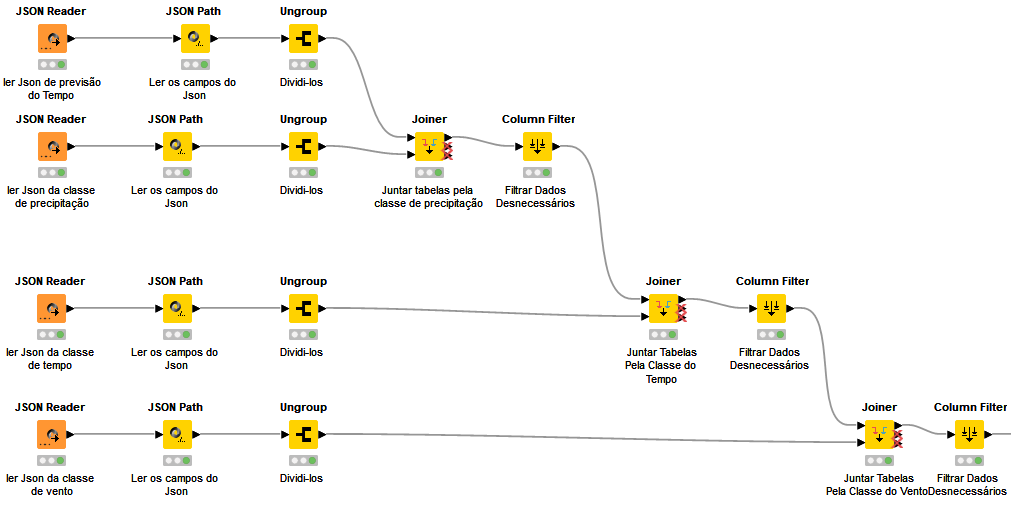 JSON Reader
JSON Path
Ungroup
ler Json de previsão
do Tempo
Ler os campos do
Json
Dividi-los
JSON Reader
JSON Path
Ungroup
Joiner
Column Filter
ler Json da classe
de precipitação
Ler os campos do
Json
Dividi-los
Juntar tabelas pela
classe de precipitação
Filtrar Dados
Desnecessários
JSON Reader
JSON Path
Ungroup
Joiner
Column Filter
ler Json da classe
de tempo
Ler os campos do
Json
Dividi-los
Juntar Tabelas
Pela Classe do
Tempo
Filtrar Dados
Desnecessários
JSON Reader
JSON Path
Ungroup
Joiner
Column Filter
ler Json da classe
de vento
Ler os campos do
Json
Dividi-los
Juntar Tabelas
Pela Classe do Vento
Filtrar Dados
Desnecessários